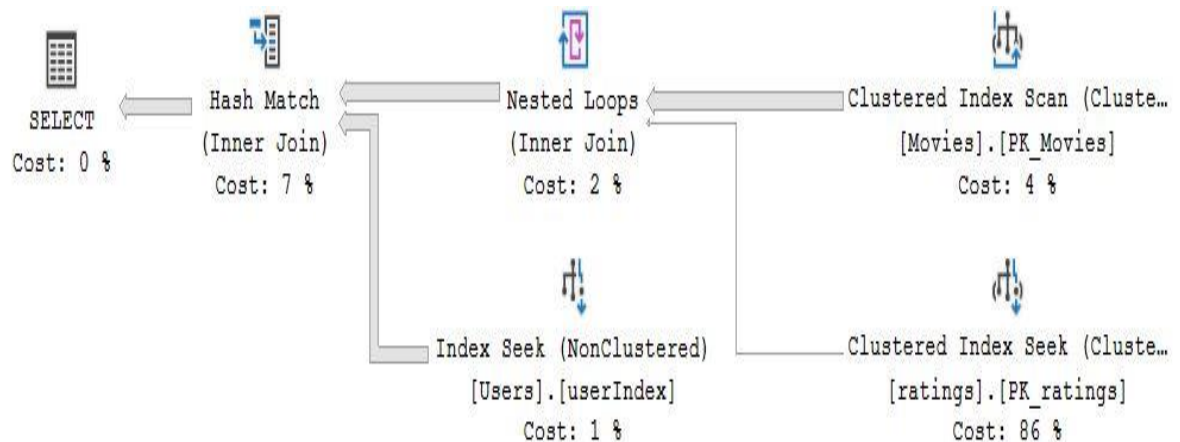 SELECT
Cost: 0 %
Hash Match
(Inner Join)
Cost: 7 %
Nested Loops
(Inner Join)
Cost: 2 %
Clustered Index Scan (Cluste…
[Movies].[PK_Movies]
Cost: 4 %
Index Seek (NonClustered)
[Users].[userIndex]
Cost: 1 %
Clustered Index Seek (Cluste…
[ratings].[PK_ratings]
Cost: 86 %